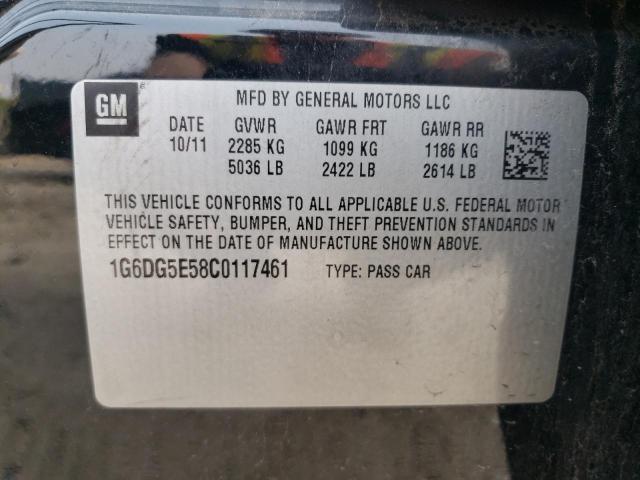 GM
MFD BY GENERAL MOTORS LLC
DATE GVWR GAWR FRT GAWR RR
10/11 2285 KG 1099 KG 1186 KG
5036 LB 2422 LB 2614 LB
THIS VEHICLE CONFORMS TO ALL APPLICABLE U.S. FEDERAL MOTOR
VEHICLE SAFETY, BUMPER, AND THEFT PREVENTION STANDARDS IN
EFFECT ON THE DATE OF MANUFACTURE SHOWN ABOVE.
1G6DG5E58C0117461 TYPE: PASS CAR